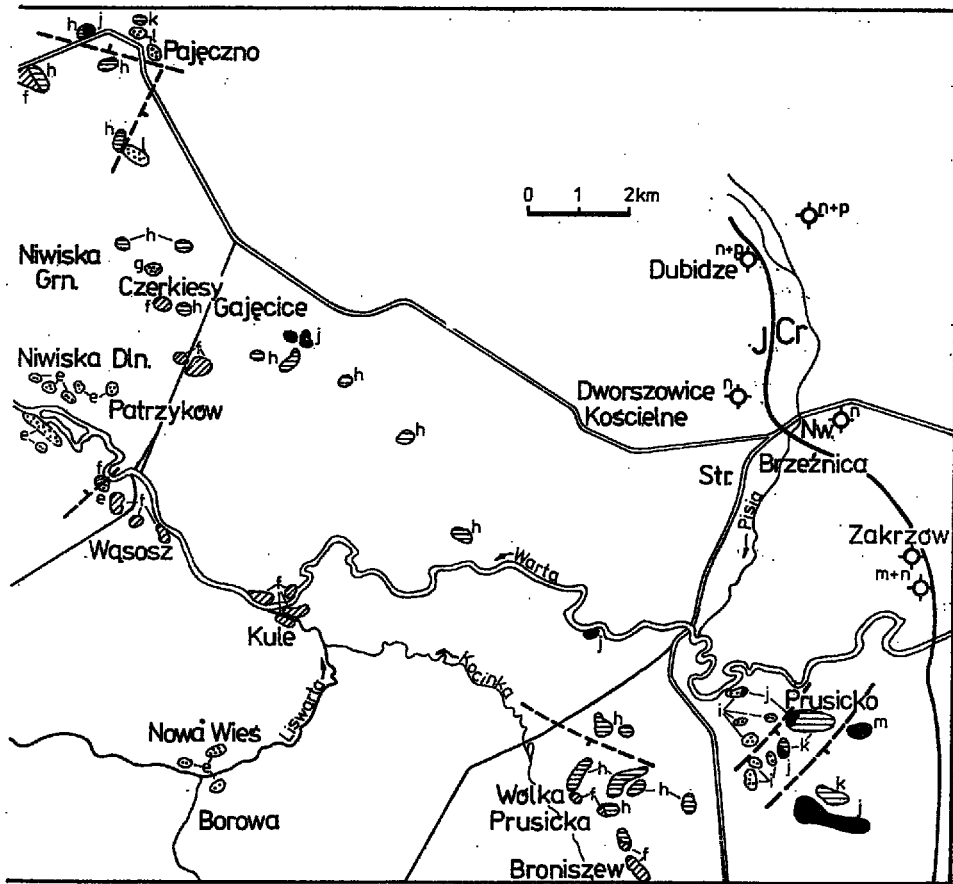 h
j
k
l
Pajęczno
h
h
f
h
l
0 1 2km
n+p
n+p
Dubidze
J Cr
Niwiska
Grn.
h
g
Czerkiesy
f
h
Gajęcice
j
h
h
Niwiska Dln.
e
e
Patrzyków
e
f
e
f
Wąsosz
h
h
n
Dworszowice
Kościelne
Nw.
n
Str.
Brzeźnica
Pisia
Zakrzów
m+n
Warta
f
Kule
j
Kocinka
Liswarta
Nowa Wieś
e
Borowa
h
h
f
h
h
Wólka
Prusicka
f
Broniszew
i
j
Prusicko
m
k
j
k
j